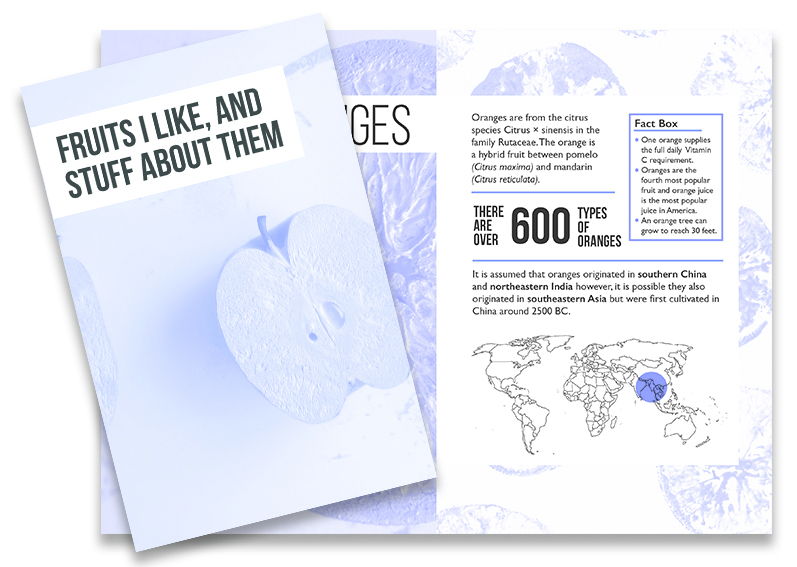 FRUITS I LIKE, AND
STUFF ABOUT THEM
Oranges are from the citrus
species Citrus × sinensis in the
family Rutaceae. The orange is
a hybrid fruit between pomelo
(Citrus maxima) and mandarin
(Citrus reticulata).
Fact Box
One orange supplies
the full daily Vitamin
C requirement.
Oranges are the
fourth most popular
fruit and orange juice
is the most popular
juice in America.
An orange tree can
grow to reach 30 feet.
THERE
ARE
OVER
600
TYPES
OF
ORANGES
It is assumed that oranges originated in southern China
and northeastern India however, it is possible they also
originated in southeastern Asia but were first cultivated in
China around 2500 BC.